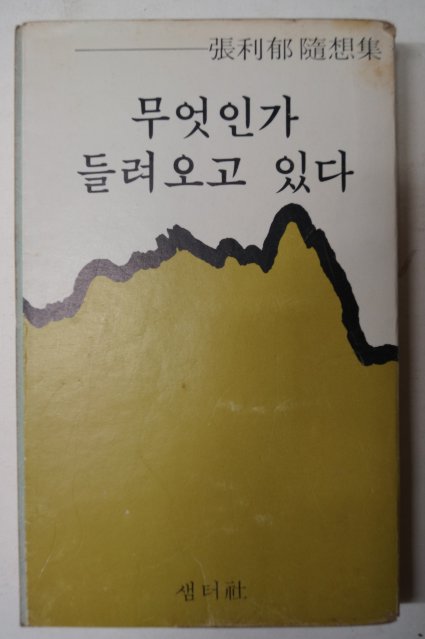 張利郁 隨想集
무엇인가
들려오고 있다
샘터社